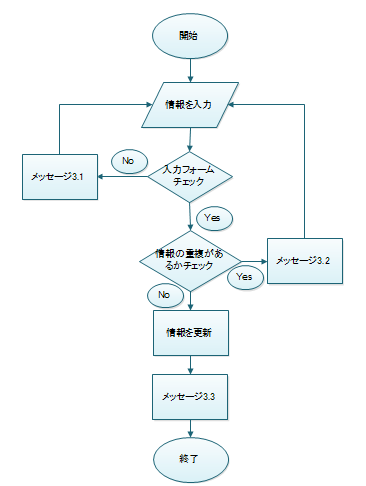 開始
情報を入力
入力フォーム
チェック
No
メッセージ3.1
Yes
情報の重複があ
るかチェック
Yes
メッセージ3.2
No
情報を更新
メッセージ3.3
終了